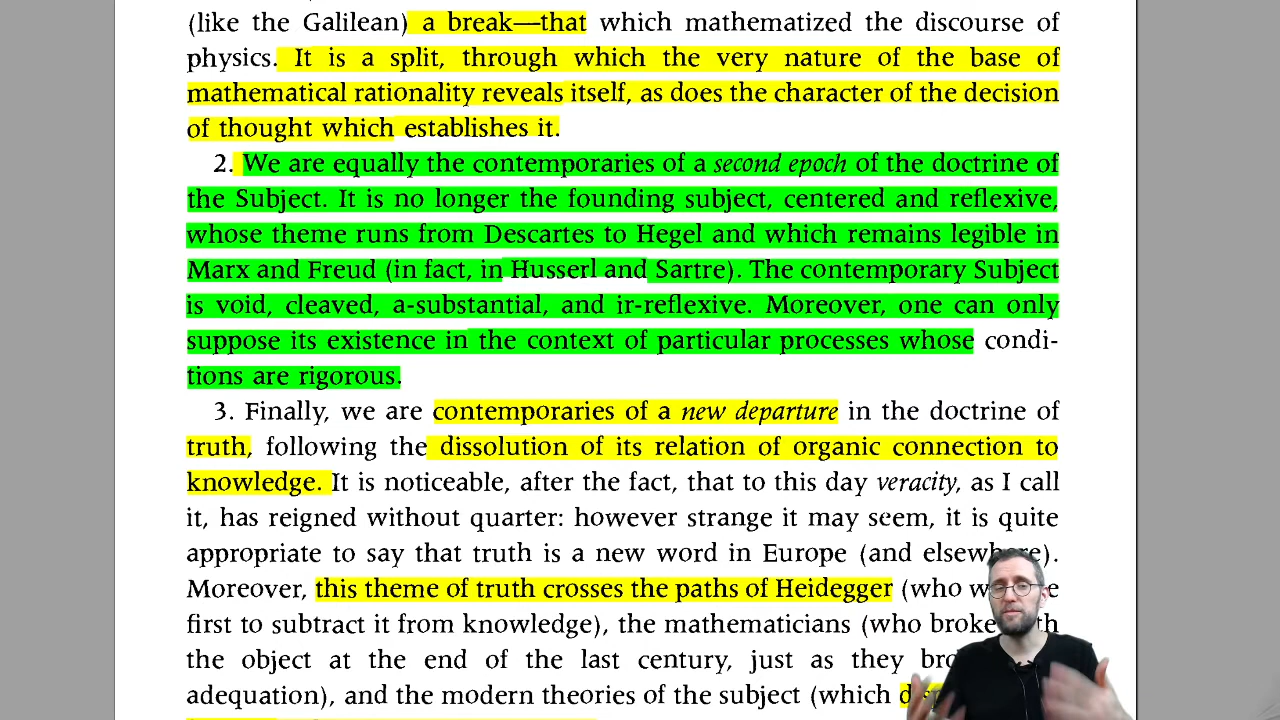 (like the Galilean) a break—that which mathematized the discourse of
physics. It is a split, through which the very nature of the base of
mathematical rationality reveals itself, as does the character of the decision
of thought which establishes it.
2. We are equally the contemporaries of a second epoch of the doctrine of
the Subject. It is no longer the founding subject, centered and reflexive,
whose theme runs from Descartes to Hegel and which remains legible in
Marx and Freud (in fact, in Husserl and Sartre). The contemporary Subject
is void, cleaved, a-substantial, and ir-reflexive. Moreover, one can only
suppose its existence in the context of particular processes whose condi-
tions are rigorous.
3. Finally, we are contemporaries of a new departure in the doctrine of
truth, following the dissolution of its relation of organic connection to
knowledge. It is noticeable, after the fact, that to this day veracity, as I call
it, has reigned without quarter: however strange it may seem, it is quite
appropriate to say that truth is a new word in Europe (and elsewhere).
Moreover, this theme of truth crosses the paths of Heidegger (who
first to subtract it from knowledge), the mathematicians (who broke
the object at the end of the last century, just as they
adequation), and the modern theories of the subject (which